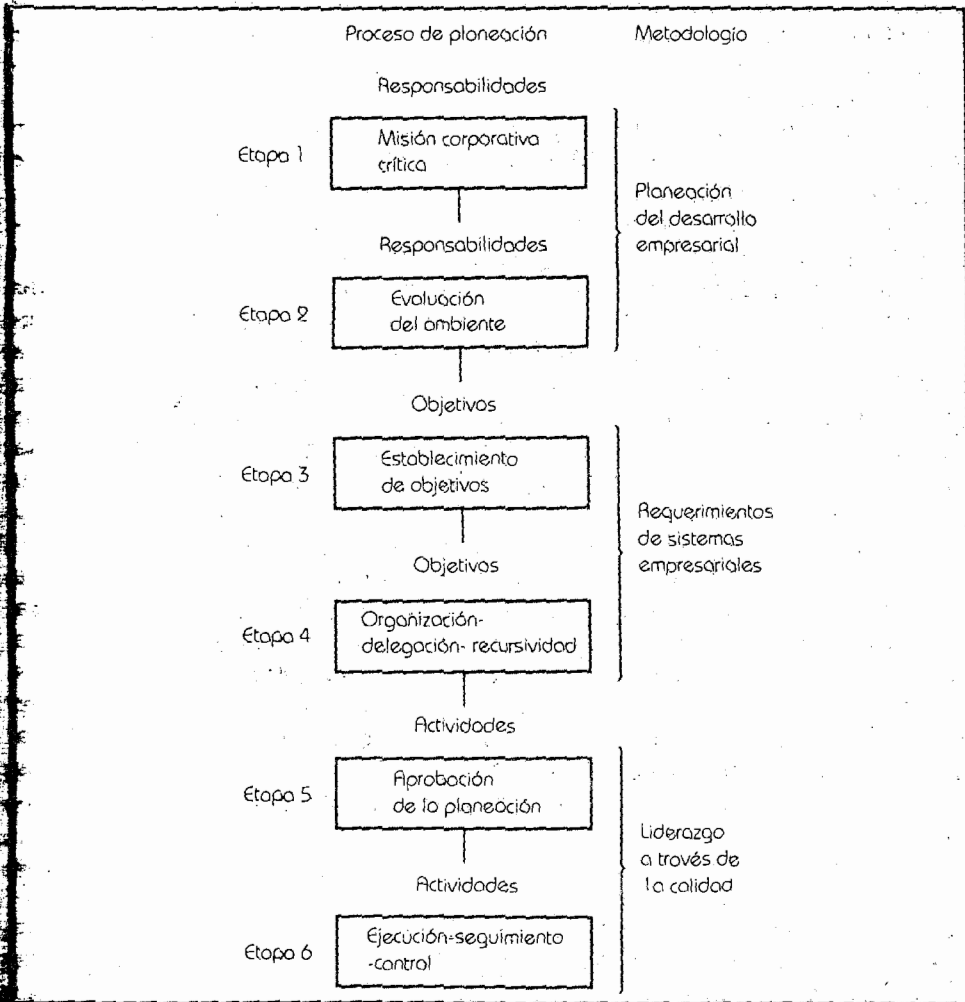 Proceso de planeación Metodología
Responsabilidades
Etapa 1
Misión corporativa
crítica
Planeación
del desarrollo
empresarial
Responsabilidades
Etapa 2
Evaluación
del ambiente
Objetivos
Etapa 3
Establecimiento
de objetivos
Requerimientos
de sistemas
empresariales
Objetivos
Etapa 4
Organización-
delegación- recursividad
Actividades
Etapa 5
Aprobación
de la planeación
Liderazgo
a través de
la calidad
Actividades
Etapa 6
Ejecución-seguimiento
-control